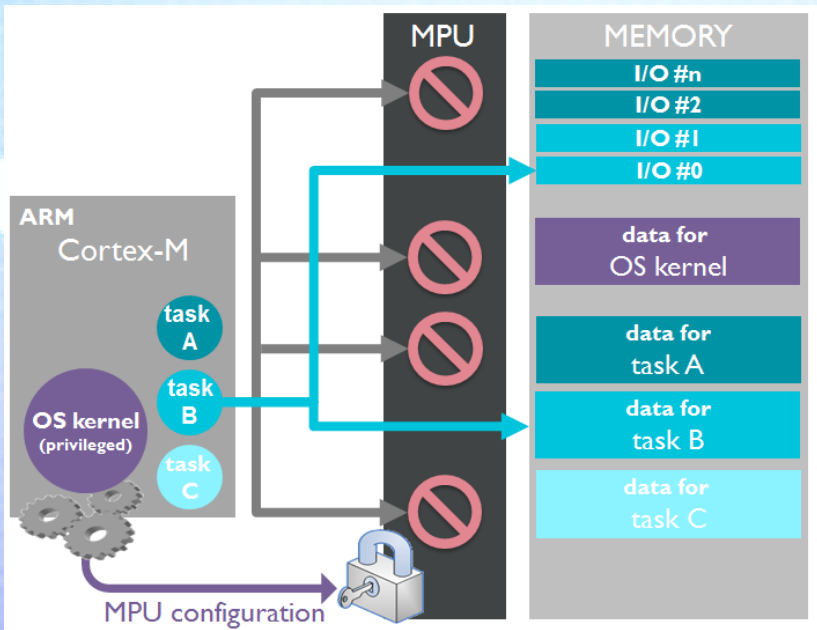 MPU
MEMORY
I/O #n
I/O #2
I/O #1
I/O #0
ARM
Cortex-M
data for
OS kernel
task
A
data for
task A
task
B
OS kernel
(privileged)
data for
task B
task
C
data for
task C
MPU configuration